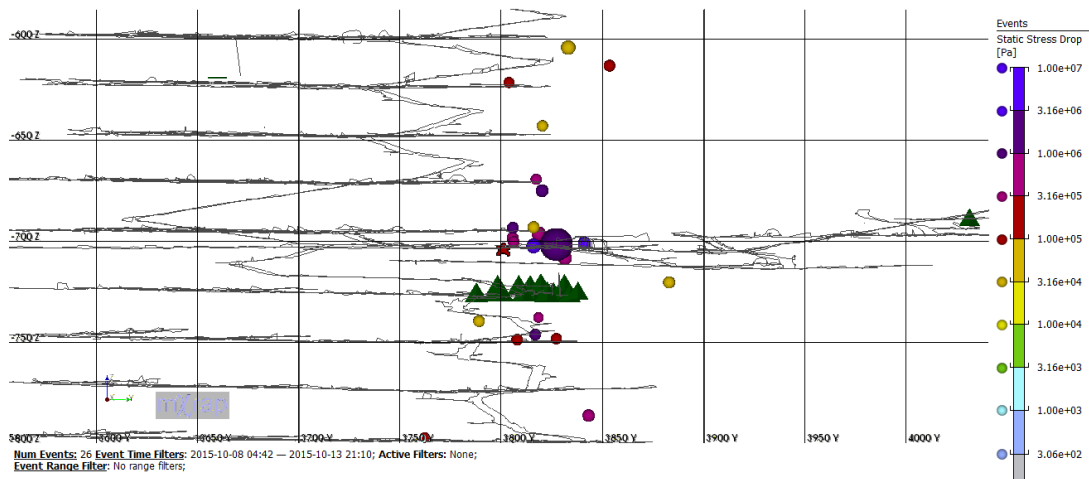 Events
Static Stress Drop
[Pa]
1.00e+07
3.16e+06
1.00e+06
3.16e+05
1.00e+05
3.16e+04
1.00e+04
3.16e+03
1.00e+03
3.06e+02
-600 Z
-650 Z
-700 Z
-750 Z
-800 Z
3600 Y
3650 Y
3700 Y
3750 Y
3800 Y
3850 Y
3900 Y
3950 Y
4000 Y
Z
X
Y
Num Events: 26 Event Time Filters: 2015-10-08 04:42 — 2015-10-13 21:10; Active Filters: None;
Event Range Filter: No range filters;